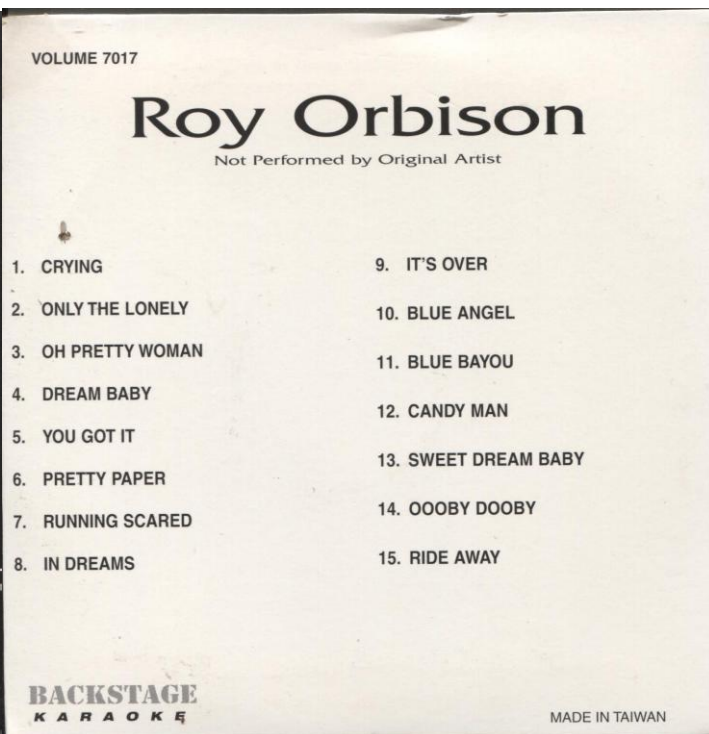 VOLUME 7017
Roy Orbison
Not Performed by Original Artist
1. CRYING
2. ONLY THE LONELY
3. OH PRETTY WOMAN
4. DREAM BABY
5. YOU GOT IT
6. PRETTY PAPER
7. RUNNING SCARED
8. IN DREAMS
9. IT'S OVER
10. BLUE ANGEL
11. BLUE BAYOU
12. CANDY MAN
13. SWEET DREAM BABY
14. OOOBY DOOBY
15. RIDE AWAY
BACKSTAGE
KARAOKE
MADE IN TAIWAN